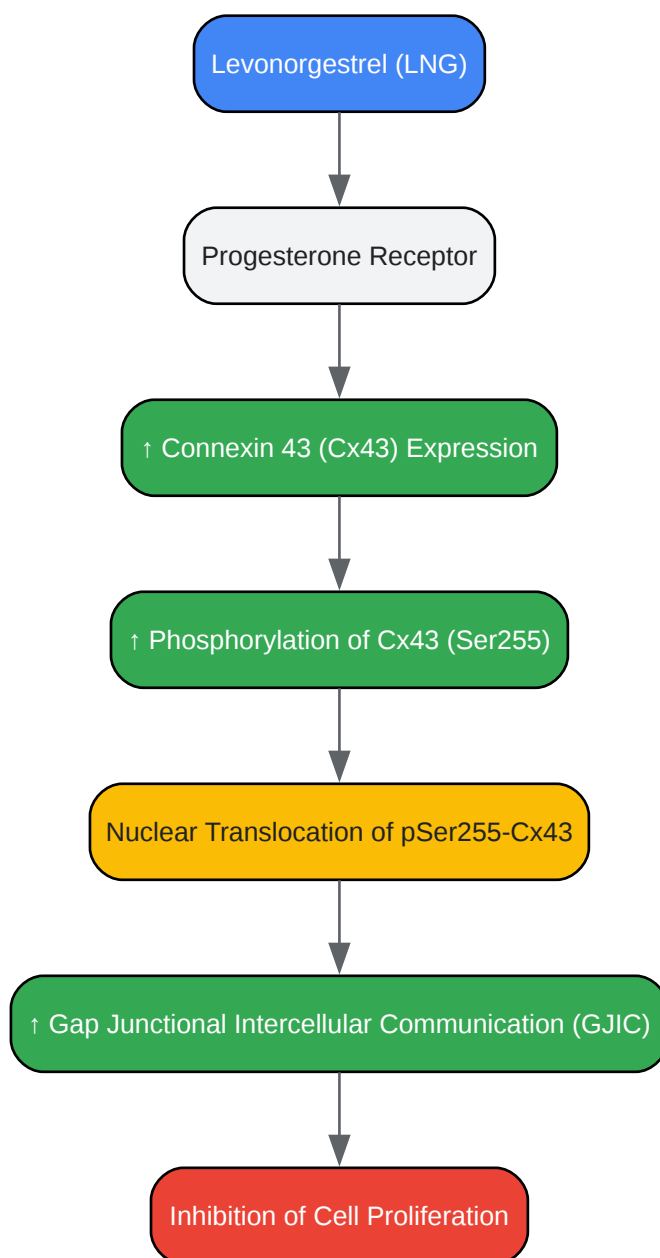 Levonorgestrel (LNG)
Progesterone Receptor
↑ Connexin 43 (Cx43) Expression
↑ Phosphorylation of Cx43 (Ser255)
Nuclear Translocation of pSer255-Cx43
↑ Gap Junctional Intercellular Communication (GJIC)
Inhibition of Cell Proliferation